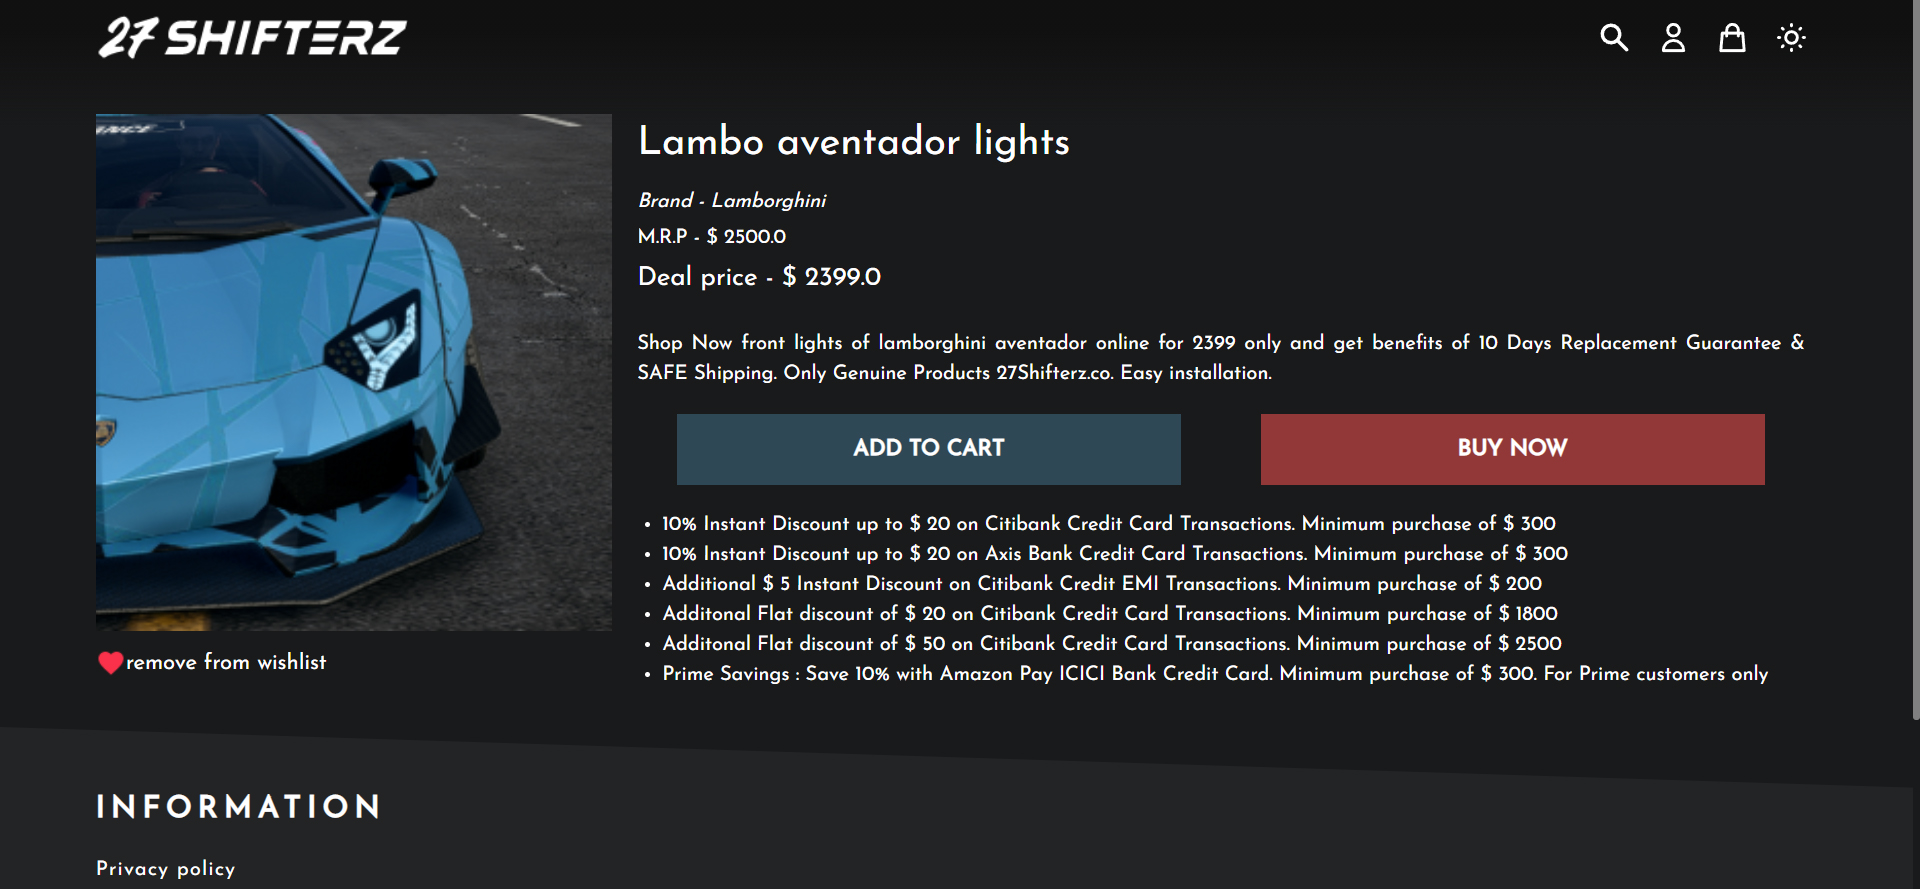 27 SHIFTERZ
Lambo aventador lights
Brand - Lamborghini
M.R.P - $ 2500.0
Deal price - $ 2399.0
Shop Now front lights of lamborghini aventador online for 2399 only and get benefits of 10 Days Replacement Guarantee &
SAFE Shipping. Only Genuine Products 27Shifterz.co. Easy installation.
ADD TO CART
BUY NOW
• 10% Instant Discount up to $ 20 on Citibank Credit Card Transactions. Minimum purchase of $ 300
• 10% Instant Discount up to $ 20 on Axis Bank Credit Card Transactions. Minimum purchase of $ 300
• Additional $ 5 Instant Discount on Citibank Credit EMI Transactions. Minimum purchase of $ 200
• Additonal Flat discount of $ 20 on Citibank Credit Card Transactions. Minimum purchase of $ 1800
• Additonal Flat discount of $ 50 on Citibank Credit Card Transactions. Minimum purchase of $ 2500
• Prime Savings : Save 10% with Amazon Pay ICICI Bank Credit Card. Minimum purchase of $ 300. For Prime customers only
remove from wishlist
INFORMATION
Privacy policy